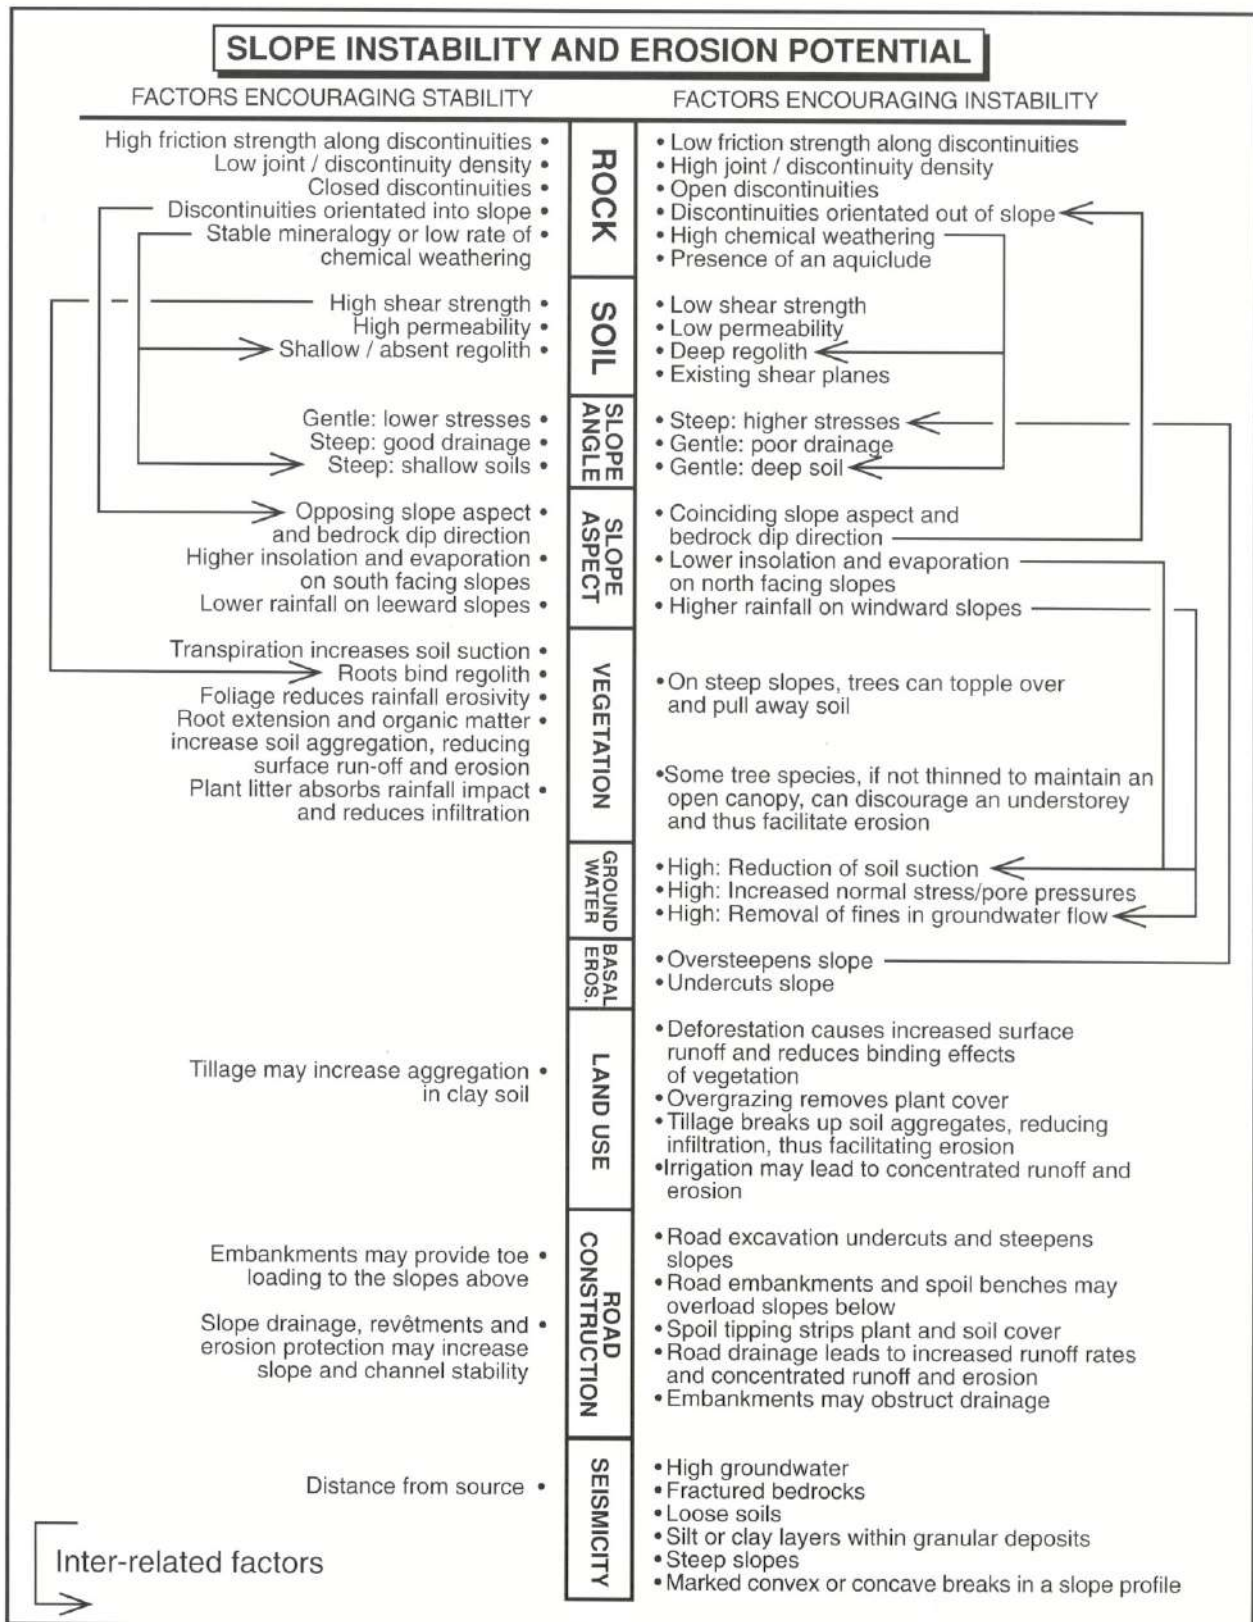 SLOPE INSTABILITY AND EROSION POTENTIAL
FACTORS ENCOURAGING STABILITY
FACTORS ENCOURAGING INSTABILITY
ROCK
High friction strength along discontinuities •
Low joint / discontinuity density •
Closed discontinuities •
Discontinuities orientated into slope •
Stable mineralogy or low rate of •
chemical weathering
• Low friction strength along discontinuities
• High joint / discontinuity density
• Open discontinuities
• Discontinuities orientated out of slope
• High chemical weathering
• Presence of an aquiclude
SOIL
High shear strength •
High permeability •
Shallow / absent regolith •
• Low shear strength
• Low permeability
• Deep regolith
• Existing shear planes
SLOPE
ANGLE
Gentle: lower stresses •
Steep: good drainage •
Steep: shallow soils •
• Steep: higher stresses
• Gentle: poor drainage
• Gentle: deep soil
SLOPE
ASPECT
Opposing slope aspect •
and bedrock dip direction
Higher insolation and evaporation •
on south facing slopes
Lower rainfall on leeward slopes •
• Coinciding slope aspect and
bedrock dip direction
• Lower insolation and evaporation
on north facing slopes
• Higher rainfall on windward slopes
VEGETATION
Transpiration increases soil suction •
Roots bind regolith •
Foliage reduces rainfall erosivity •
Root extension and organic matter •
increase soil aggregation, reducing
surface run-off and erosion
Plant litter absorbs rainfall impact •
and reduces infiltration
• On steep slopes, trees can topple over
and pull away soil
• Some tree species, if not thinned to maintain an
open canopy, can discourage an understorey
and thus facilitate erosion
GROUND
WATER
• High: Reduction of soil suction
• High: Increased normal stress/pore pressures
• High: Removal of fines in groundwater flow
BASAL
EROS.
• Oversteepens slope
• Undercuts slope
LAND USE
Tillage may increase aggregation •
in clay soil
• Deforestation causes increased surface
runoff and reduces binding effects
of vegetation
• Overgrazing removes plant cover
• Tillage breaks up soil aggregates, reducing
infiltration, thus facilitating erosion
• Irrigation may lead to concentrated runoff and
erosion
ROAD
CONSTRUCTION
Embankments may provide toe •
loading to the slopes above
Slope drainage, revêtments and •
erosion protection may increase
slope and channel stability
• Road excavation undercuts and steepens
slopes
• Road embankments and spoil benches may
overload slopes below
• Spoil tipping strips plant and soil cover
• Road drainage leads to increased runoff rates
and concentrated runoff and erosion
• Embankments may obstruct drainage
SEISMICITY
Distance from source •
• High groundwater
• Fractured bedrocks
• Loose soils
• Silt or clay layers within granular deposits
• Steep slopes
• Marked convex or concave breaks in a slope profile
Inter-related factors